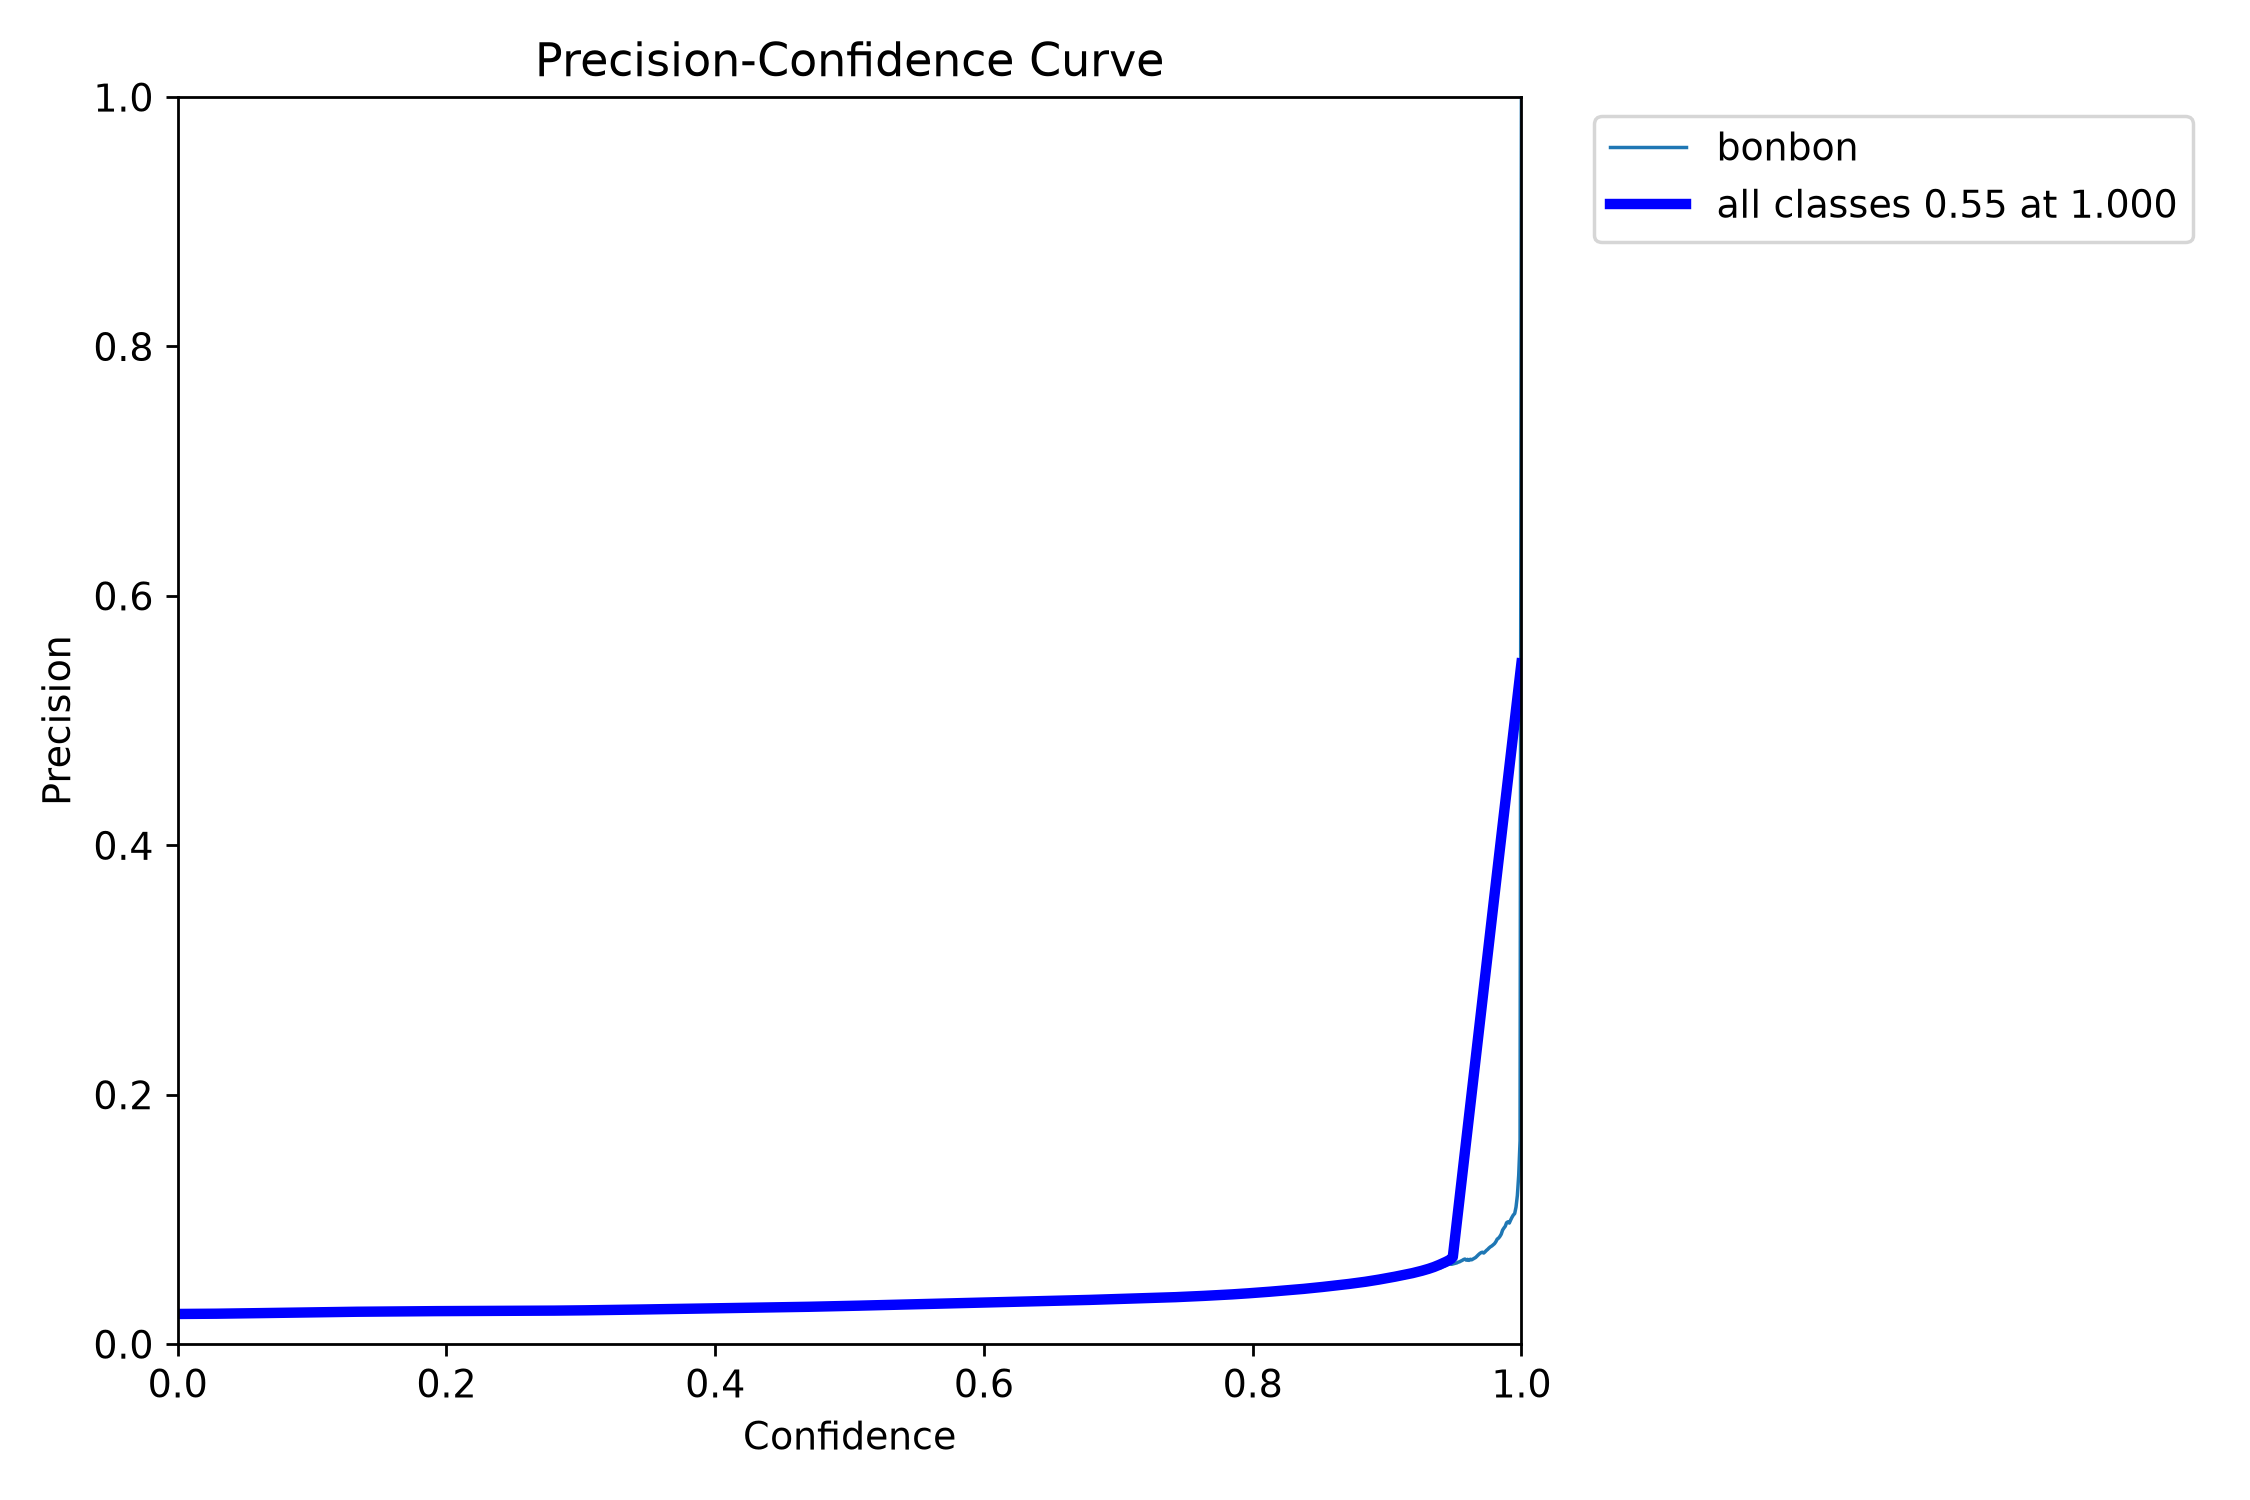 Precision-Confidence Curve
bonbon
all classes 0.55 at 1.000
1.0
0.8
0.6
0.4
0.2
0.0
Precision
0.0 0.2 0.4 0.6 0.8 1.0
Confidence